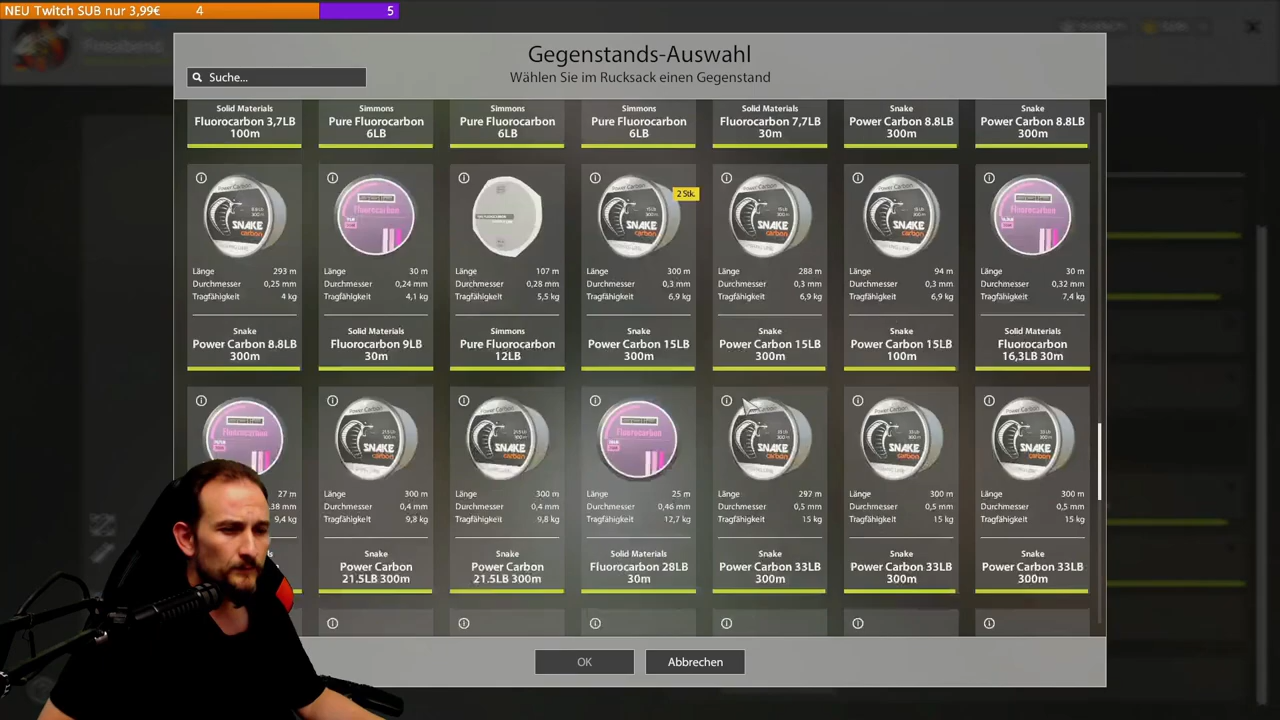 NEU Twitch SUB nur 3,99€ 4 5
Gegenstands-Auswahl
Suche...
Wählen Sie im Rucksack einen Gegenstand
Solid Materials Simmons Simmons Simmons Solid Materials Snake Snake
Fluorocarbon 3,7LB Pure Fluorocarbon Pure Fluorocarbon Pure Fluorocarbon Fluorocarbon 7,7LB Power Carbon 8.8LB Power Carbon 8.8LB
100m 6LB 6LB 6LB 30m 300m 300m
2 Stk.
Länge 293 m Länge 30 m Länge 107 m Länge 300 m Länge 288 m Länge 94 m Länge 30 m
Durchmesser 0,25 mm Durchmesser 0,24 mm Durchmesser 0,28 mm Durchmesser 0,3 mm Durchmesser 0,3 mm Durchmesser 0,3 mm Durchmesser 0,32 mm
Tragfähigkeit 4 kg Tragfähigkeit 4,1 kg Tragfähigkeit 5,5 kg Tragfähigkeit 6,9 kg Tragfähigkeit 6,9 kg Tragfähigkeit 6,9 kg Tragfähigkeit 7,4 kg
Snake Solid Materials Simmons Snake Snake Snake Solid Materials
Power Carbon 8.8LB Fluorocarbon 9LB Pure Fluorocarbon Power Carbon 15LB Power Carbon 15LB Power Carbon 15LB Fluorocarbon
300m 30m 12LB 300m 300m 100m 16,3LB 30m
27 m Länge 300 m Länge 300 m Länge 25 m Länge 297 m Länge 300 m Länge 300 m
38 mm Durchmesser 0,4 mm Durchmesser 0,4 mm Durchmesser 0,46 mm Durchmesser 0,5 mm Durchmesser 0,5 mm Durchmesser 0,5 mm
9,4 kg Tragfähigkeit 9,8 kg Tragfähigkeit 9,8 kg Tragfähigkeit 12,7 kg Tragfähigkeit 15 kg Tragfähigkeit 15 kg Tragfähigkeit 15 kg
Snake Snake Solid Materials Snake Snake Snake
Power Carbon Power Carbon Fluorocarbon 28LB Power Carbon 33LB Power Carbon 33LB Power Carbon 33LB
21.5LB 300m 21.5LB 300m 30m 300m 300m 300m
OK Abbrechen